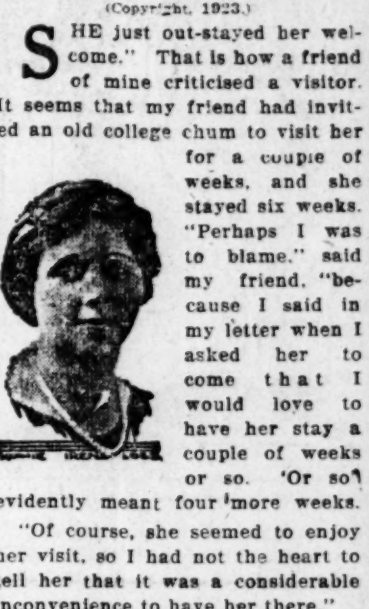 (Copyright, 1923.)
SHE just out-stayed her wel-
come." That is how a friend
of mine criticised a visitor.
It seems that my friend had invit-
ed an old college chum to visit her
for a couple of
weeks, and she
stayed six weeks.
"Perhaps I was
to blame," said
my friend, "be-
cause I said in
my letter when I
asked her to
come that I
would love to
have her stay a
couple of weeks
or so. 'Or so'
evidently meant four more weeks.
"Of course, she seemed to enjoy
her visit, so I had not the heart to
tell her that it was a considerable
inconvenience to have her there."